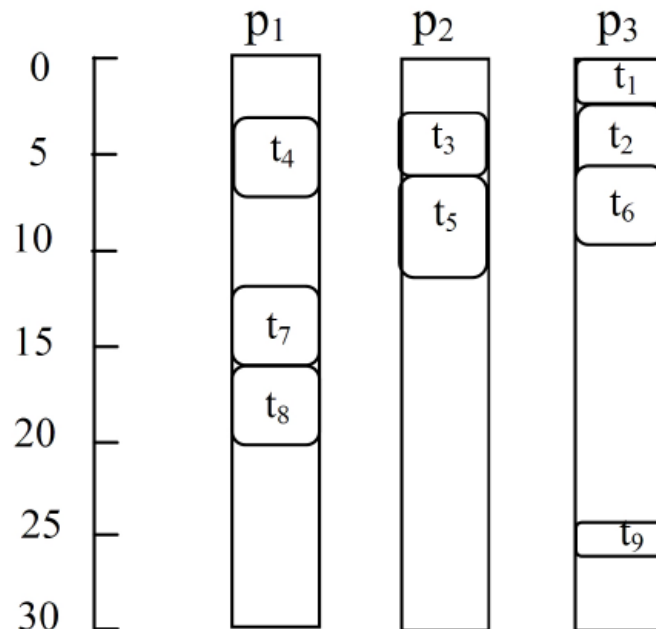 p₁ p₂ p₃
0
t₁
5 t₄ t₃ t₂
t₅ t₆
10
15 t₇
t₈
20
25 t₉
30